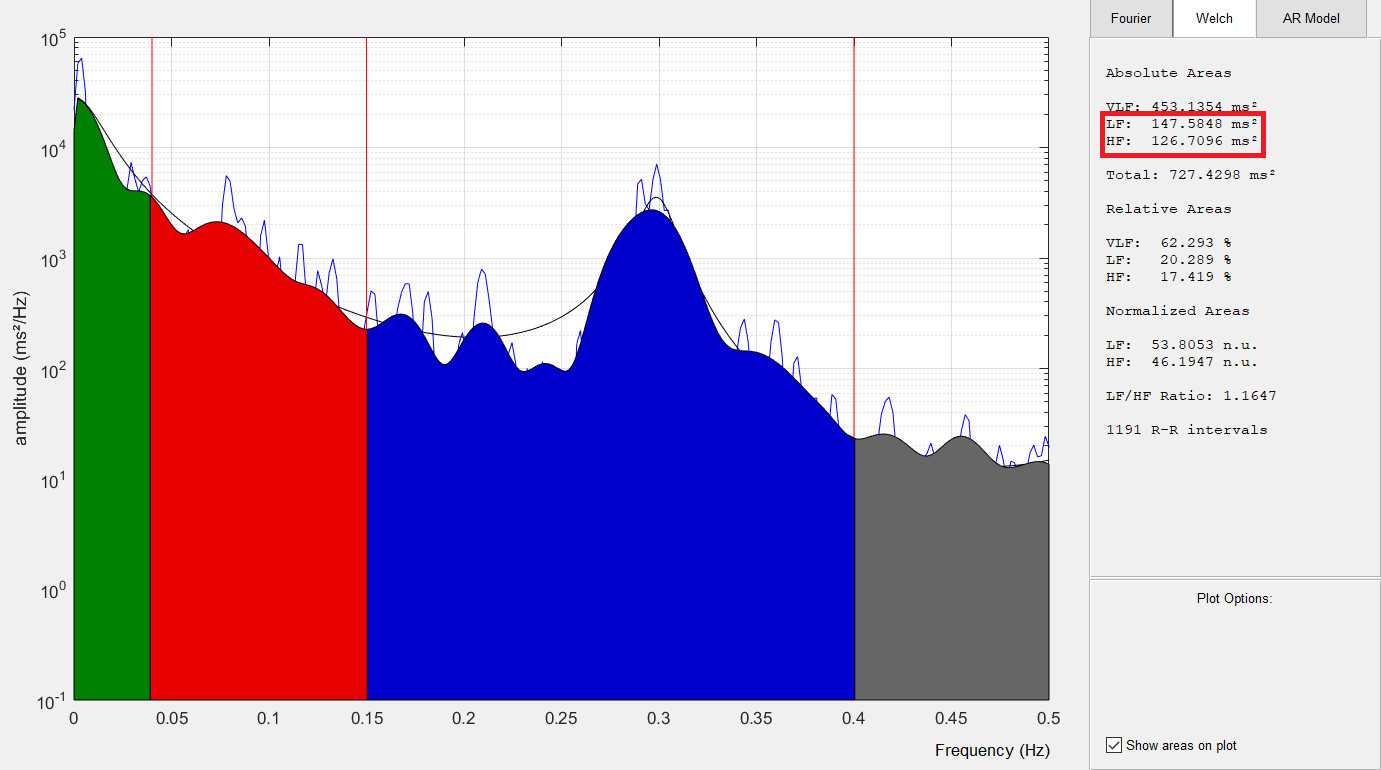 10^5
10^4
10^3
10^2
10^1
10^0
10^-1
amplitude (ms²/Hz)
0 0.05 0.1 0.15 0.2 0.25 0.3 0.35 0.4 0.45 0.5
Frequency (Hz)
Fourier Welch AR Model
Absolute Areas
VLF: 453.1354 ms²
LF: 147.5848 ms²
HF: 126.7096 ms²
Total: 727.4298 ms²
Relative Areas
VLF: 62.293 %
LF: 20.289 %
HF: 17.419 %
Normalized Areas
LF: 53.8053 n.u.
HF: 46.1947 n.u.
LF/HF Ratio: 1.1647
1191 R-R intervals
Plot Options:
Show areas on plot